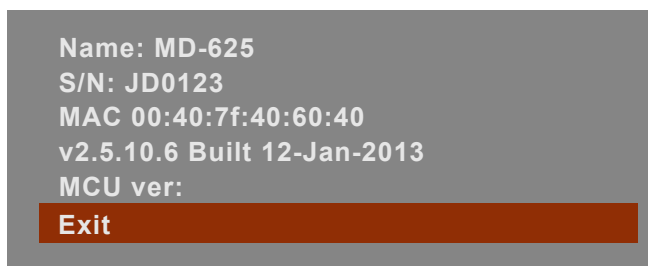 Name: MD-625
S/N: JD0123
MAC 00:40:7f:40:60:40
v2.5.10.6 Built 12-Jan-2013
MCU ver:
Exit